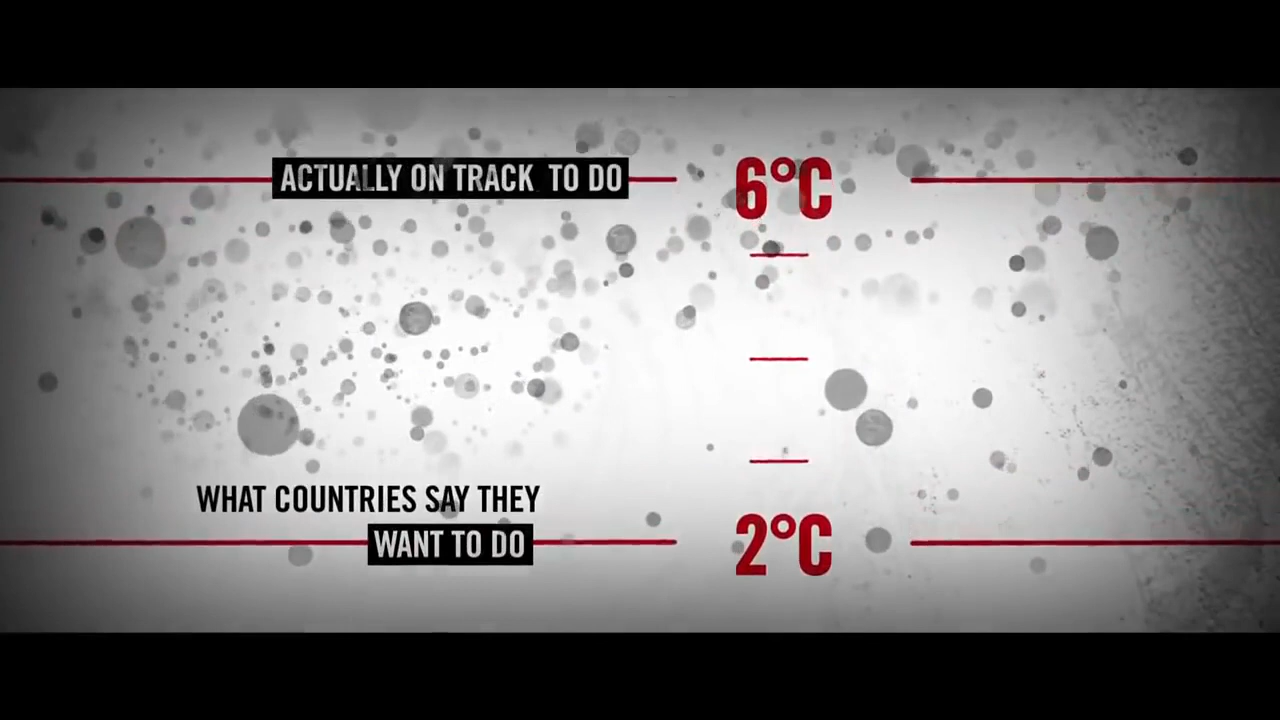 ACTUALLY ON TRACK TO DO
6°C
WHAT COUNTRIES SAY THEY
WANT TO DO
2°C